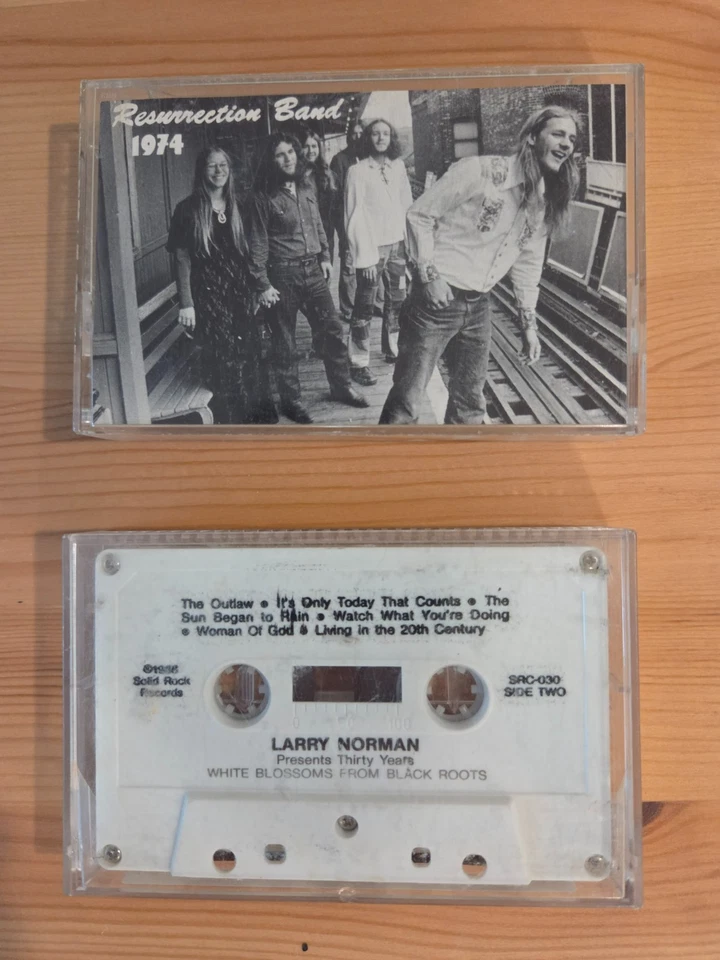 Resurrection Band
1974
The Outlaw ● It's Only Today That Counts ● The
Sun Began to Rain ● Watch What You're Doing
● Woman Of God ● Living in the 20th Century
Solid Rock
Records
SRC-030
SIDE TWO
0 100
LARRY NORMAN
Presents Thirty Years
WHITE BLOSSOMS FROM BLACK ROOTS